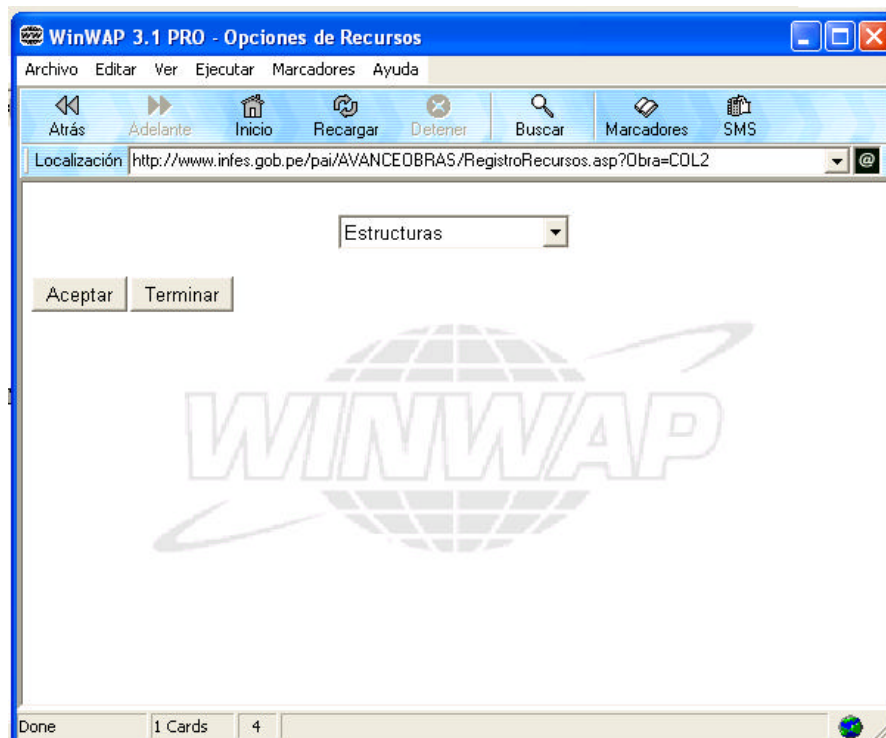 WinWAP 3.1 PRO - Opciones de Recursos
Archivo Editar Ver Ejecutar Marcadores Ayuda
Atrás Adelante Inicio Recargar Detener Buscar Marcadores SMS
Localización http://www.infes.gob.pe/pai/AVANCEOBRAS/RegistroRecursos.asp?Obra=COL2 @
Estructuras
Aceptar Terminar
WINWAP
Done 1 Cards 4